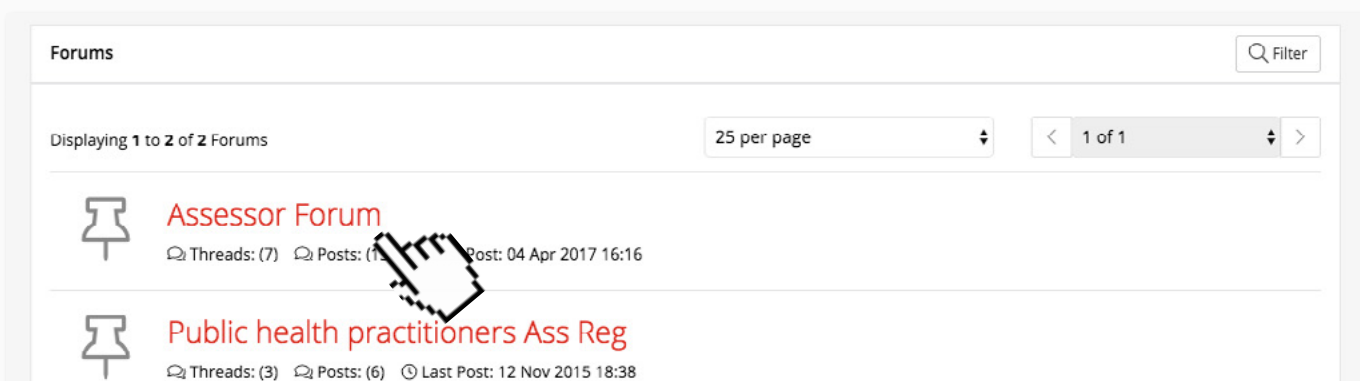 Forums
Filter
Displaying 1 to 2 of 2 Forums
25 per page
1 of 1
Assessor Forum
Threads: (7) Posts: Post: 04 Apr 2017 16:16
Public health practitioners Ass Reg
Threads: (3) Posts: (6) Last Post: 12 Nov 2015 18:38